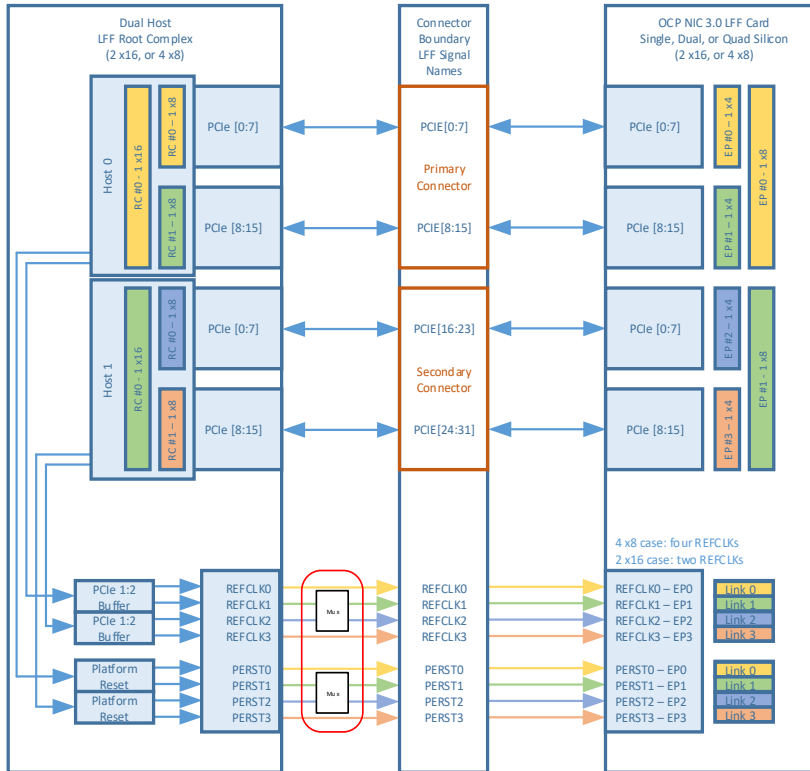 Dual Host
LFF Root Complex
(2 x16, or 4 x8)
Connector
Boundary
LFF Signal
Names
OCP NIC 3.0 LFF Card
Single, Dual, or Quad Silicon
(2 x16, or 4 x8)
Host 0
RC #0 – 1 x16
RC #0 – 1 x8
PCIe [0:7]
RC #1 – 1 x8
PCIe [8:15]
PCIE[0:7]
Primary
Connector
PCIE[8:15]
PCIe [0:7]
EP #0 – 1 x4
PCIe [8:15]
EP #1 – 1 x4
EP #0 - 1 x8
Host 1
RC #0 – 1 x16
RC #0 – 1 x8
PCIe [0:7]
RC #1 – 1 x8
PCIe [8:15]
PCIE[16:23]
Secondary
Connector
PCIE[24:31]
PCIe [0:7]
EP #2 – 1 x4
PCIe [8:15]
EP #3 – 1 x4
EP #1 - 1 x8
4 x8 case: four REFCLKs
2 x16 case: two REFCLKs
PCIe 1:2
Buffer
PCIe 1:2
Buffer
REFCLK0
REFCLK1
REFCLK2
REFCLK3
Mux
REFCLK0
REFCLK1
REFCLK2
REFCLK3
REFCLK0 – EP0
REFCLK1 – EP1
REFCLK2 – EP2
REFCLK3 – EP3
Link 0
Link 1
Link 2
Link 3
Platform
Reset
Platform
Reset
PERST0
PERST1
PERST2
PERST3
Mux
PERST0
PERST1
PERST2
PERST3
PERST0 – EP0
PERST1 – EP1
PERST2 – EP2
PERST3 – EP3
Link 0
Link 1
Link 2
Link 3